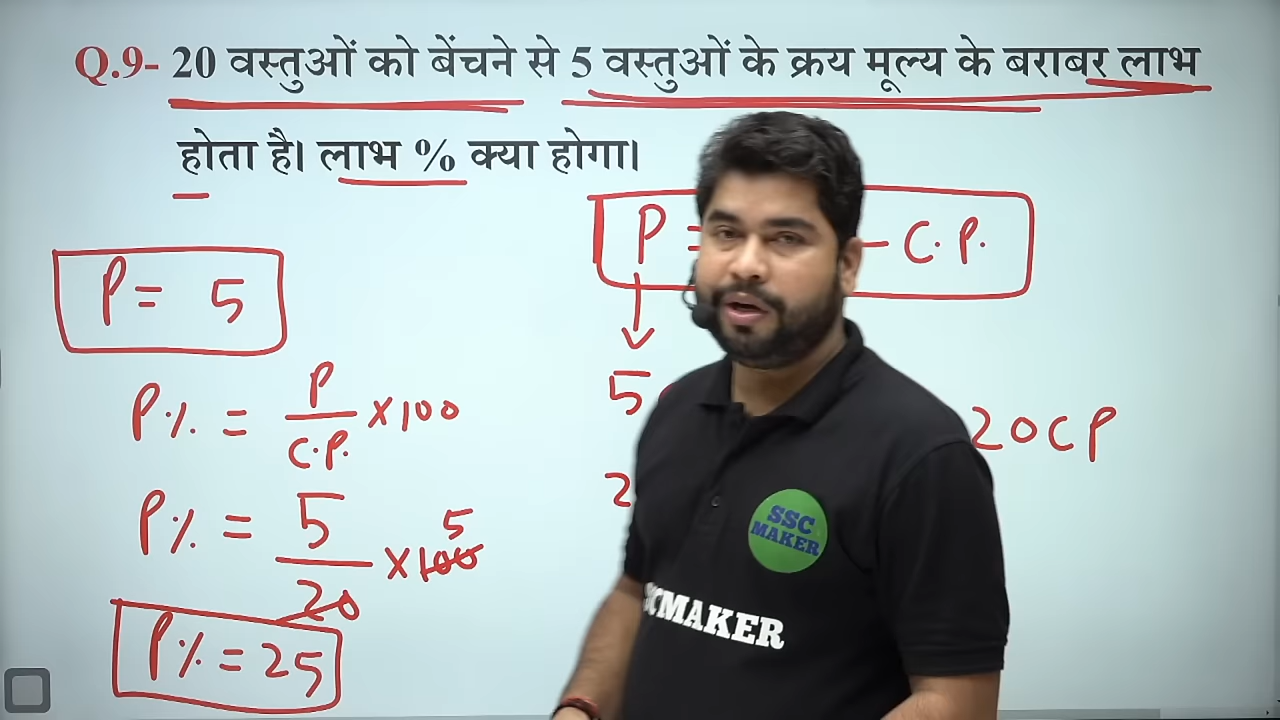 Q.9- 20 वस्तुओं को बेंचने से 5 वस्तुओं के क्रय मूल्य के बराबर लाभ
होता है। लाभ % क्या होगा।
P = - C.P.
P = 5
5
P% = P/C.P. ×100
20CP
P% = 5/20 ×100 5
2
P% = 25
SSC
MAKER
CMAKER